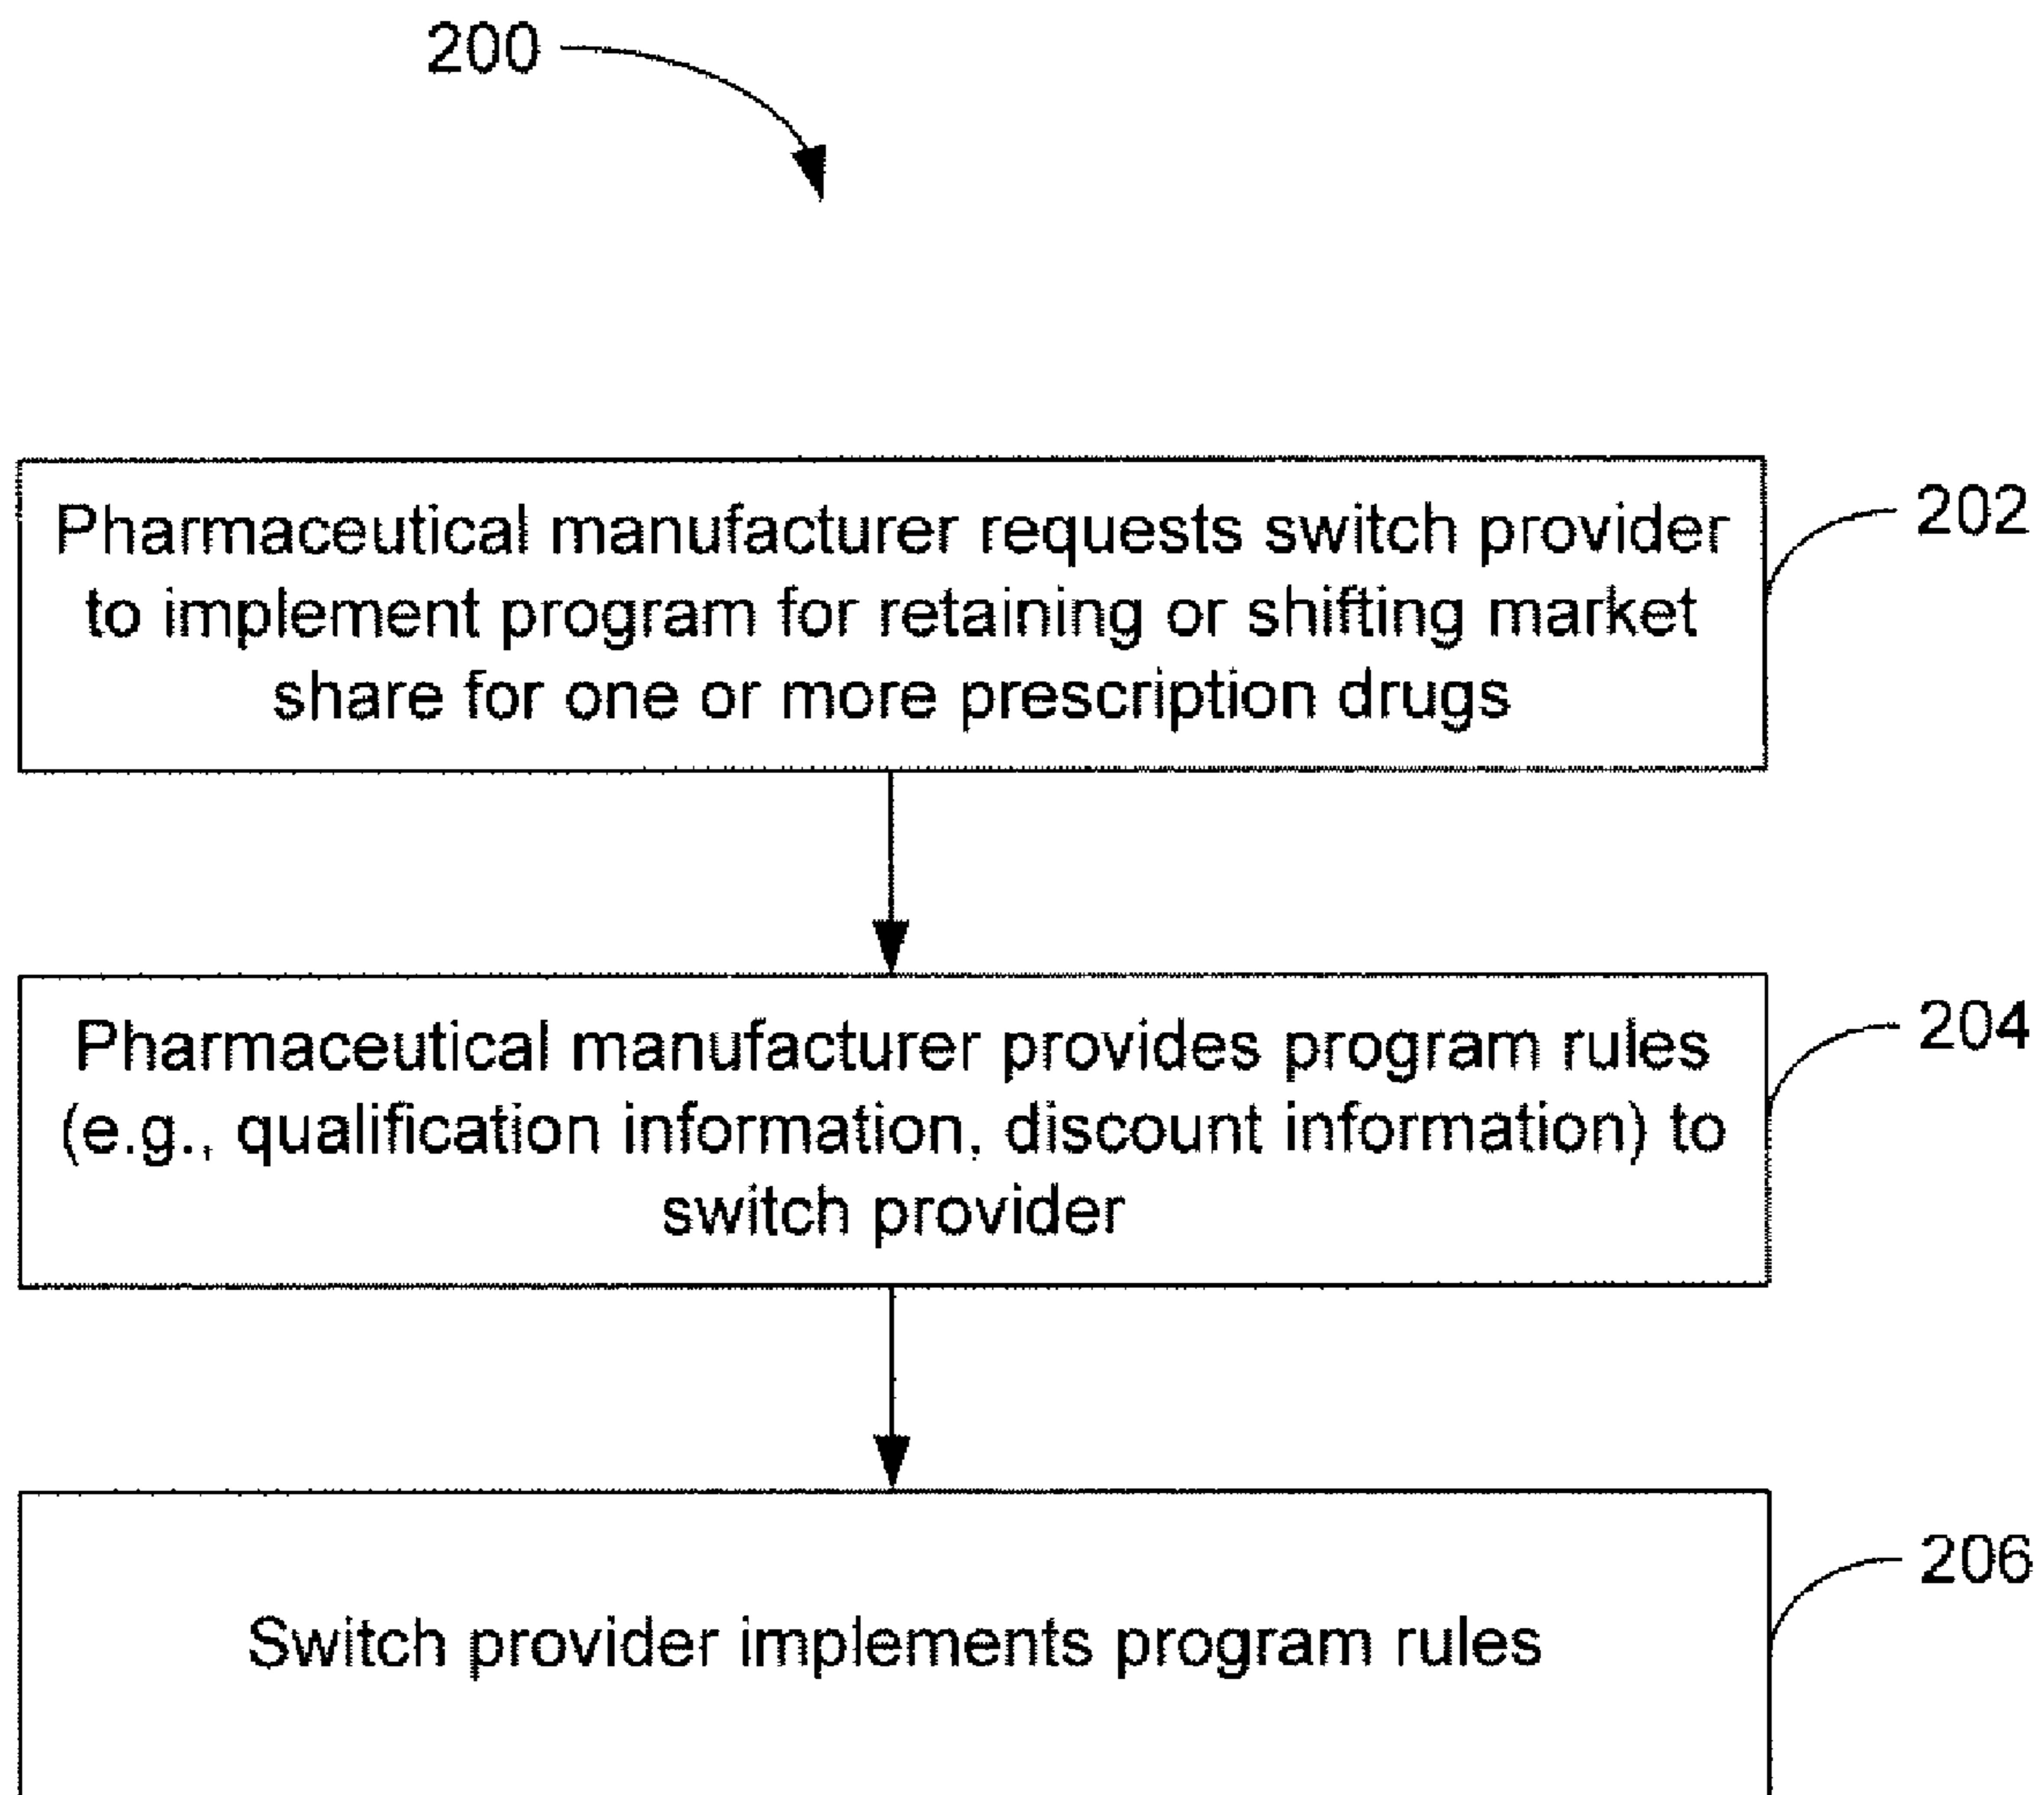 200
Pharmaceutical manufacturer requests switch provider
to implement program for retaining or shifting market
share for one or more prescription drugs
202
Pharmaceutical manufacturer provides program rules
(e.g., qualification information, discount information) to
switch provider
204
Switch provider implements program rules
206